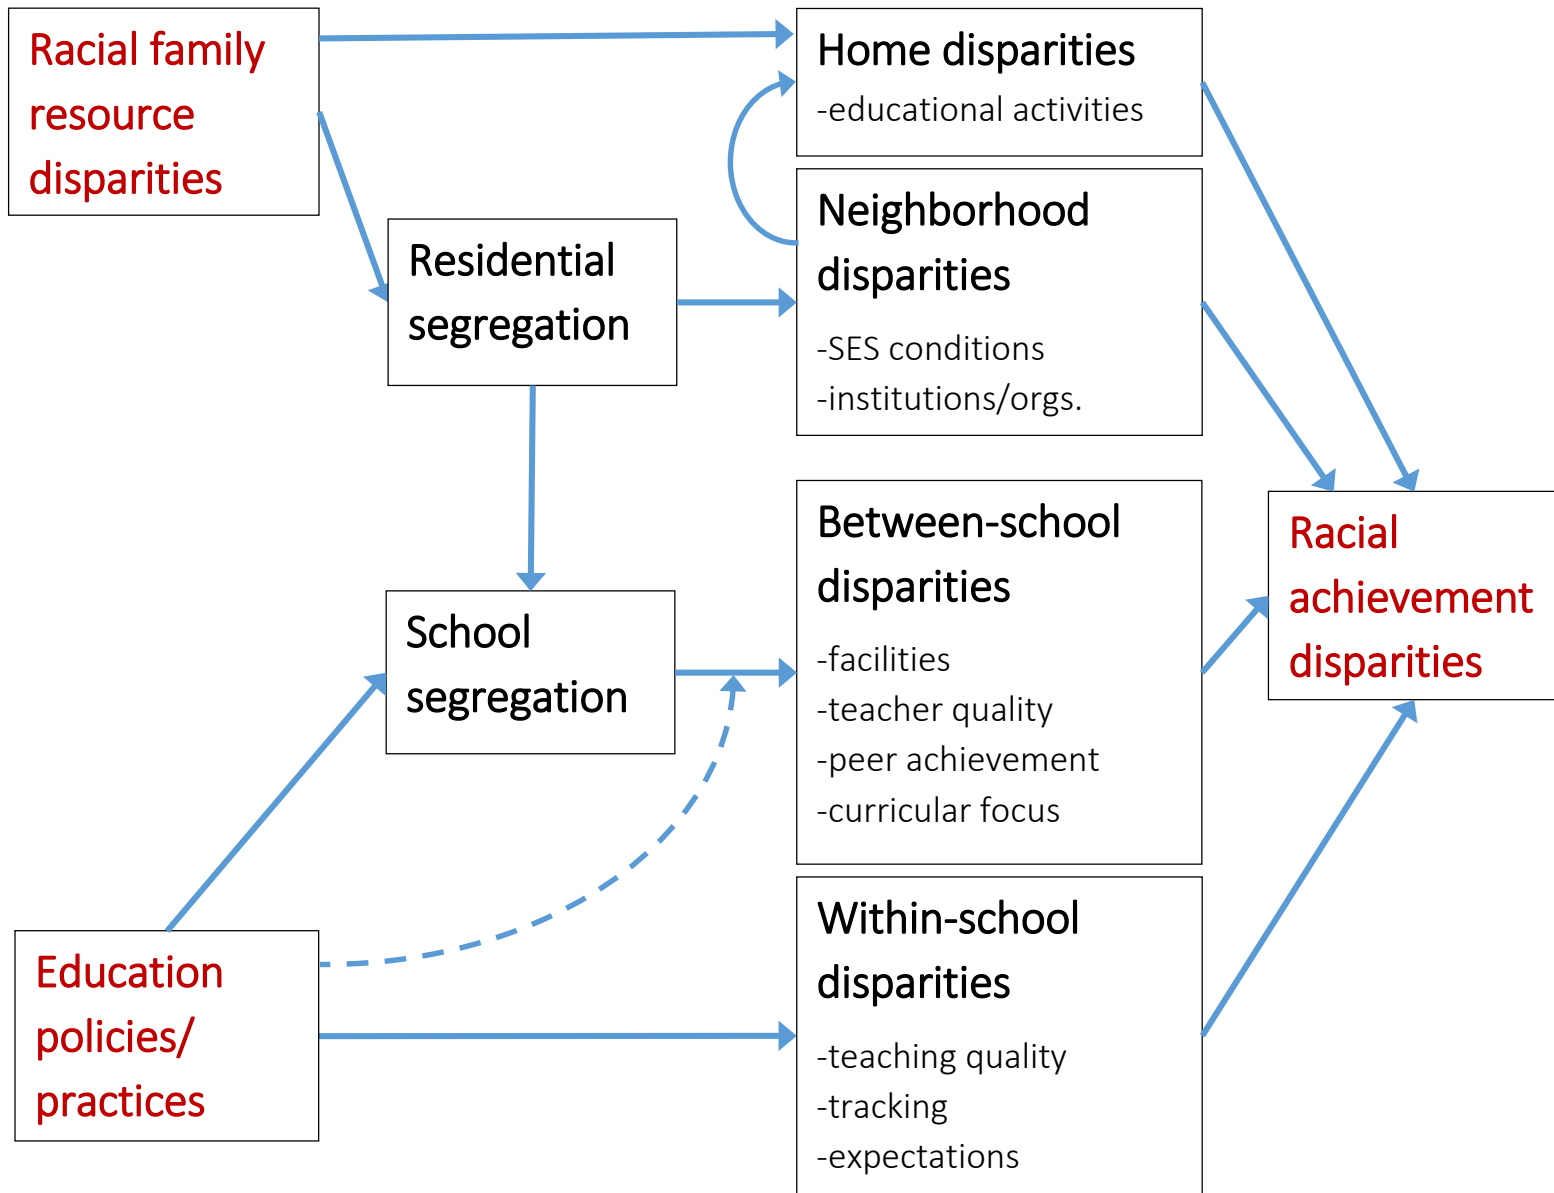 Racial family
resource
disparities
Home disparities
-educational activities
Residential
segregation
Neighborhood
disparities
-SES conditions
-institutions/orgs.
School
segregation
Between-school
disparities
-facilities
-teacher quality
-peer achievement
-curricular focus
Racial
achievement
disparities
Education
policies/
practices
Within-school
disparities
-teaching quality
-tracking
-expectations